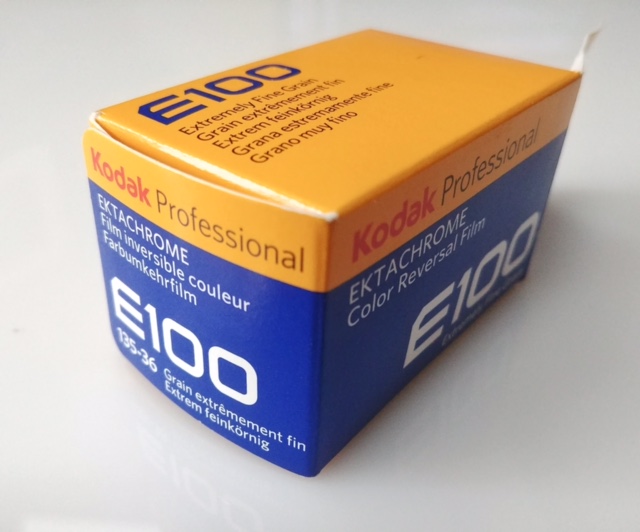 E100
Extremely Fine Grain
Grain extrêmement fin
Extrem feinkörnig
Grana estremamente fine
Grano muy fino
Kodak Professional
EKTACHROME
Film inversible couleur
Farbumkehrfilm
E100
135-36
Grain extrêmement fin
Extrem feinkörnig
Kodak Professional
EKTACHROME
Color Reversal Film
E100